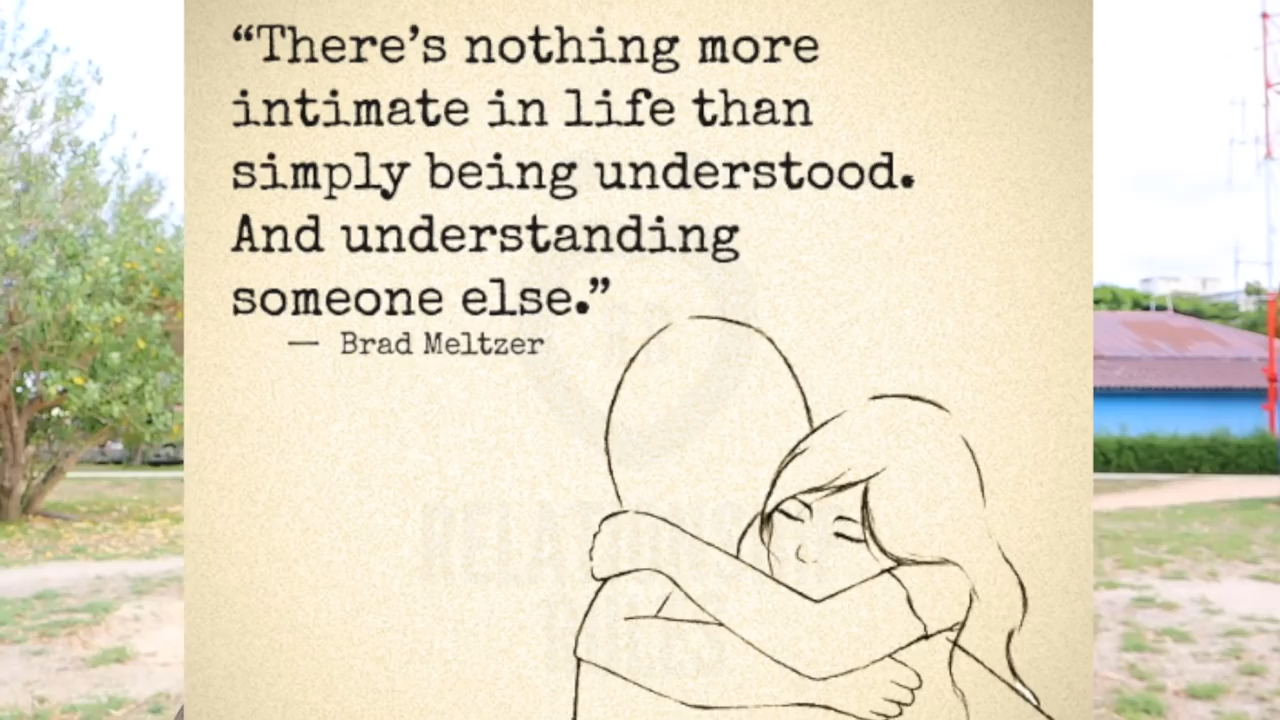 “There’s nothing more
intimate in life than
simply being understood.
And understanding
someone else.”
— Brad Meltzer